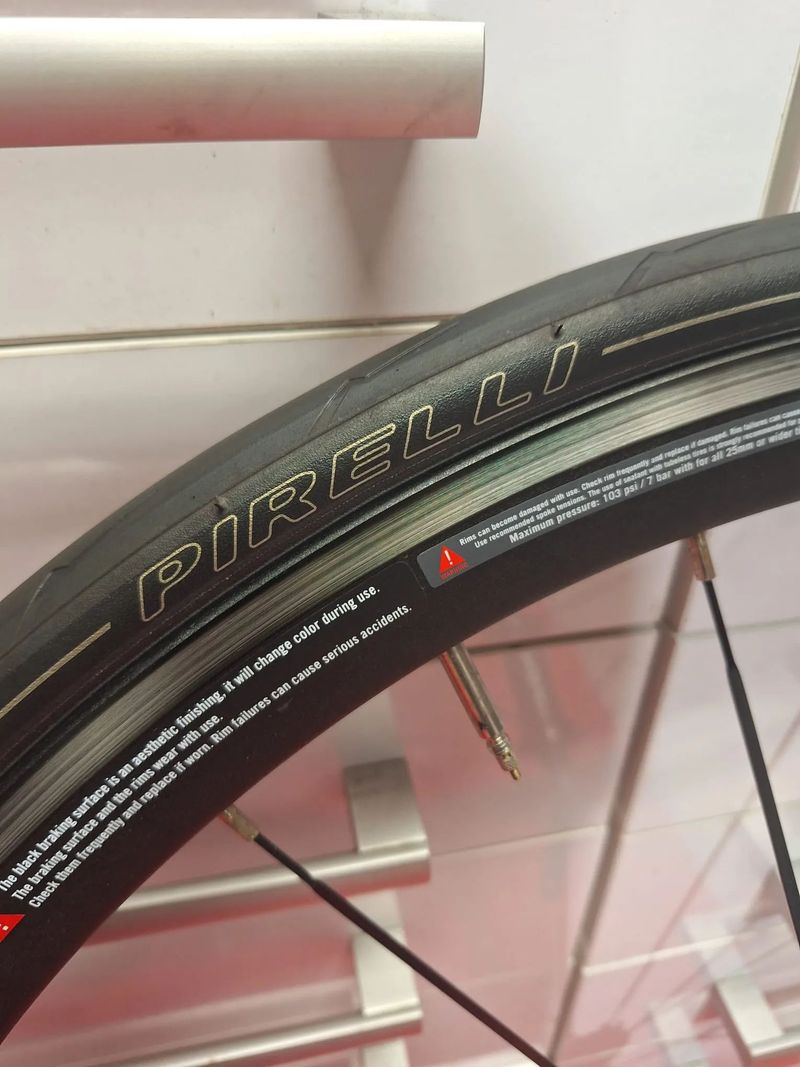 PIRELLI
Rims can become damaged with use. Check rim frequently and replace if damaged. Rim failures can cause
Use recommended spoke tensions. The use of sealant with tubeless tires is strongly recommended for
Maximum pressure: 103 psi / 7 bar with for all 25mm or wider
WARNING
The black braking surface is an aesthetic finishing, it will change color during use.
The braking surface and the rims wear with use.
Check them frequently and replace if worn. Rim failures can cause serious accidents.